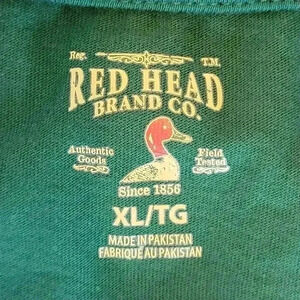 Reg. T.M.
RED HEAD
BRAND CO.
Authentic Field
Goods Tested
Since 1856
XL/TG
MADE IN PAKISTAN
FABRIQUÉ AU PAKISTAN